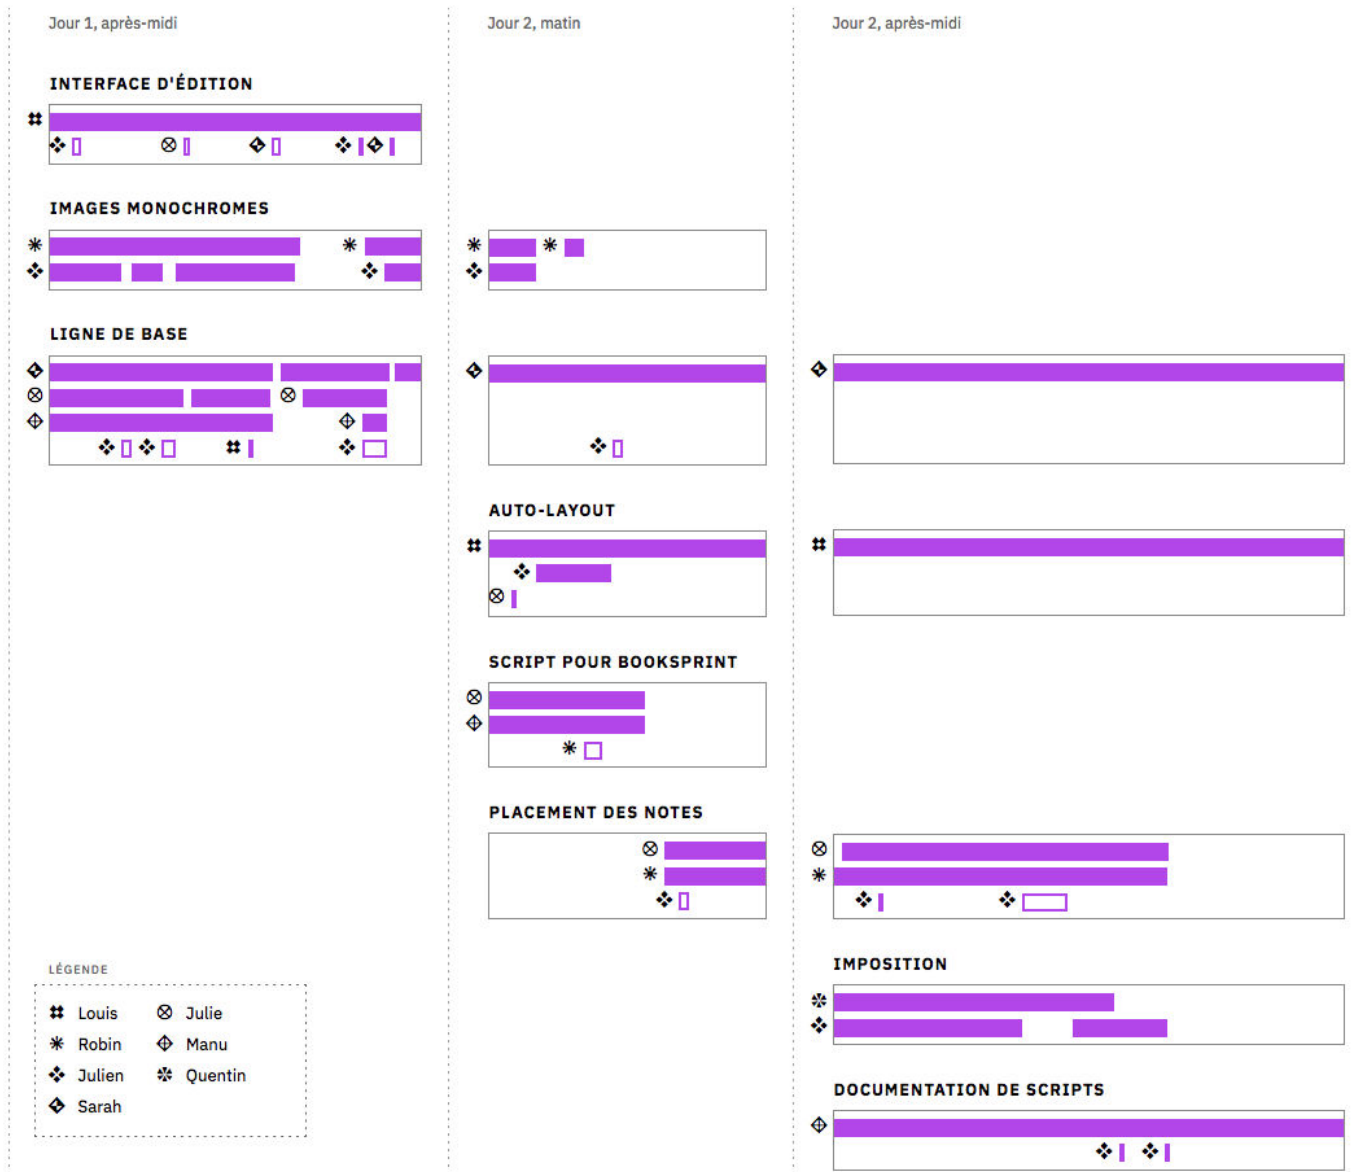 Jour 1, après-midi
Jour 2, matin
Jour 2, après-midi
INTERFACE D'ÉDITION
IMAGES MONOCHROMES
LIGNE DE BASE
AUTO-LAYOUT
SCRIPT POUR BOOKSPRINT
PLACEMENT DES NOTES
IMPOSITION
DOCUMENTATION DE SCRIPTS
LÉGENDE
Louis
Julie
Robin
Manu
Julien
Quentin
Sarah